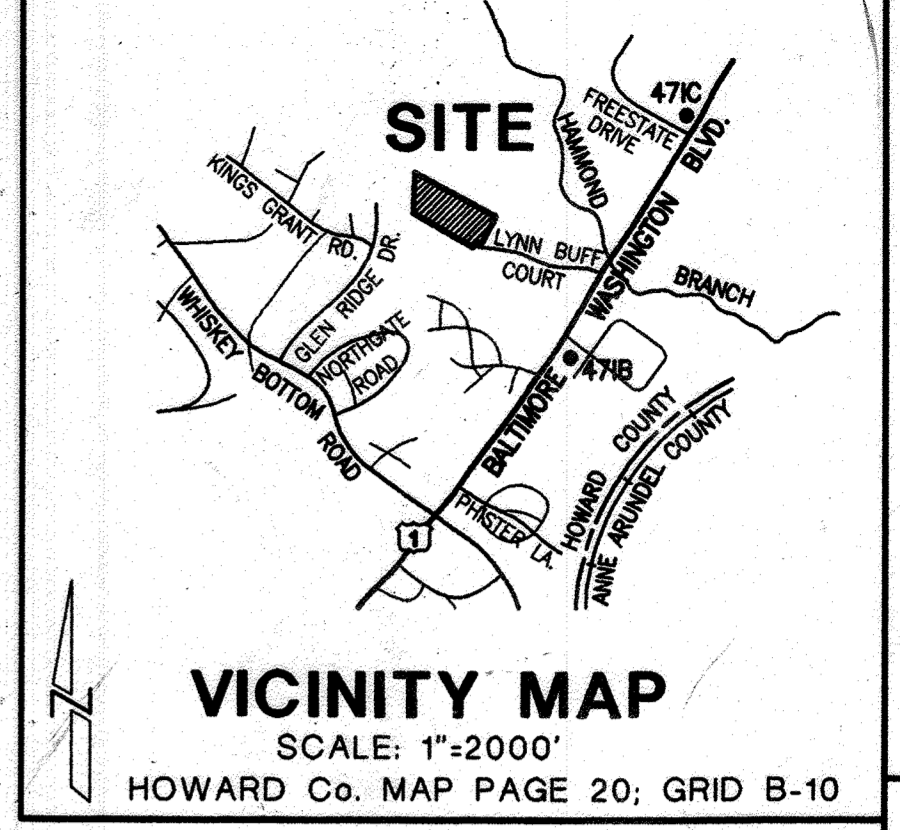 SITE
471C
FREESTATE
DRIVE
HAMMOND
BALTIMORE WASHINGTON BLVD.
KINGS GRANT RD.
LYNN BUFF
COURT
BRANCH
GLEN RIDGE DR.
WHISKEY BOTTOM ROAD
NORTHGATE
ROAD
471B
HOWARD COUNTY
ANNE ARUNDEL COUNTY
PHISTER LA.
1
N
VICINITY MAP
SCALE: 1"=2000'
HOWARD Co. MAP PAGE 20; GRID B-10